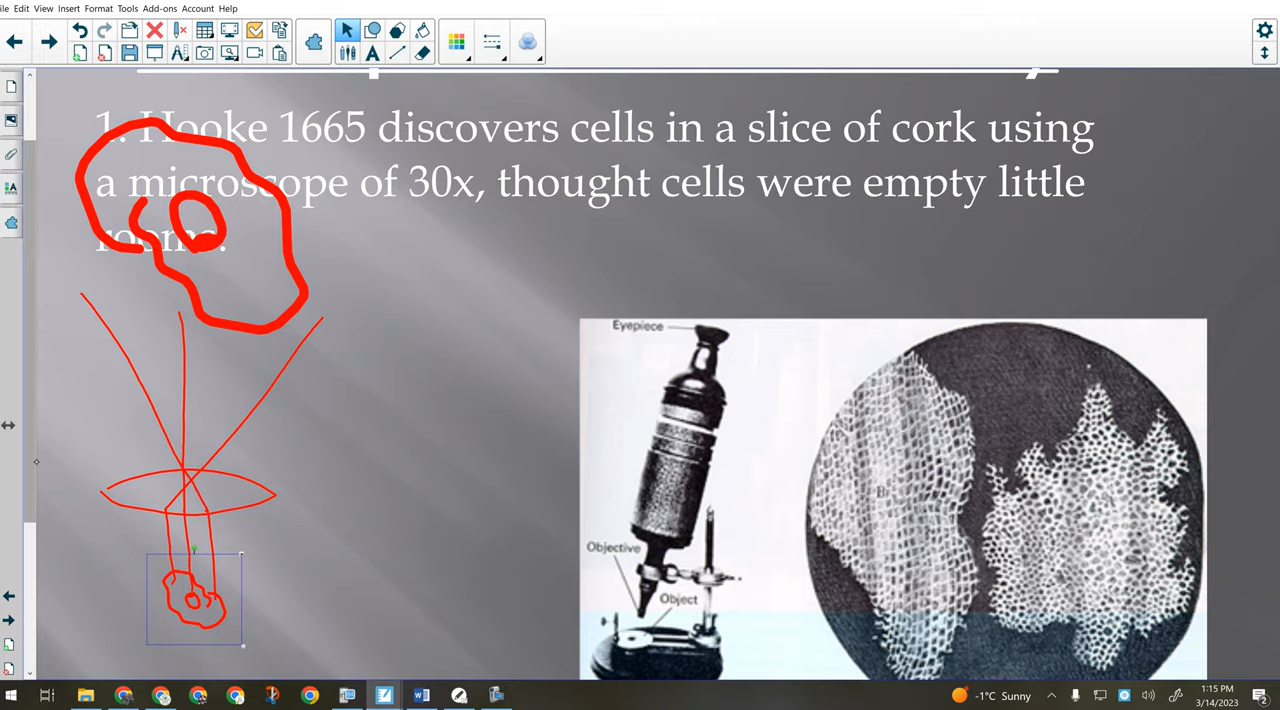 ile Edit View Insert Format Tools Add-ons Account Help
1. Hooke 1665 discovers cells in a slice of cork using
a microscope of 30x, thought cells were empty little
rooms.
Eyepiece
Objective
Object
-1°C Sunny
1:15 PM
3/14/2023
2